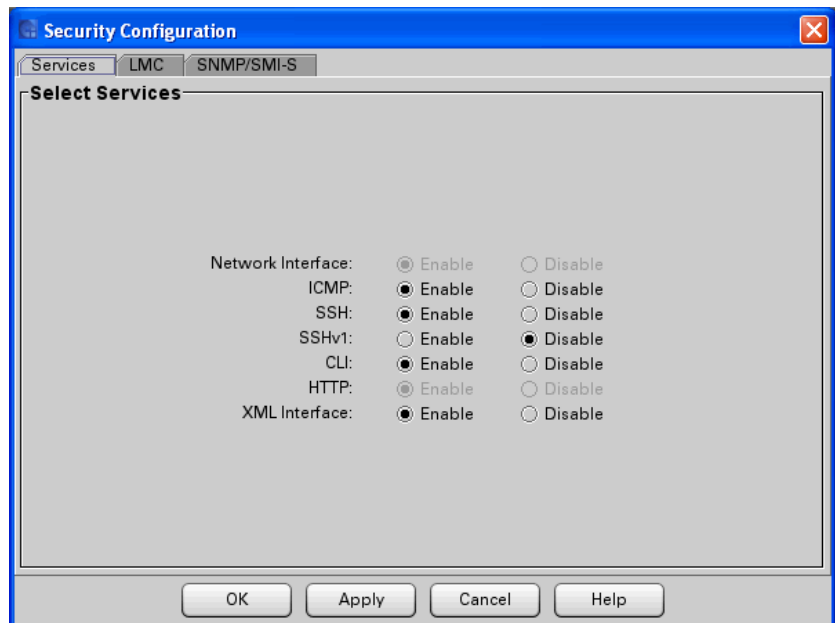 Security Configuration
Services LMC SNMP/SMI-S
Select Services
Network Interface: Enable Disable
ICMP: Enable Disable
SSH: Enable Disable
SSHv1: Enable Disable
CLI: Enable Disable
HTTP: Enable Disable
XML Interface: Enable Disable
OK Apply Cancel Help